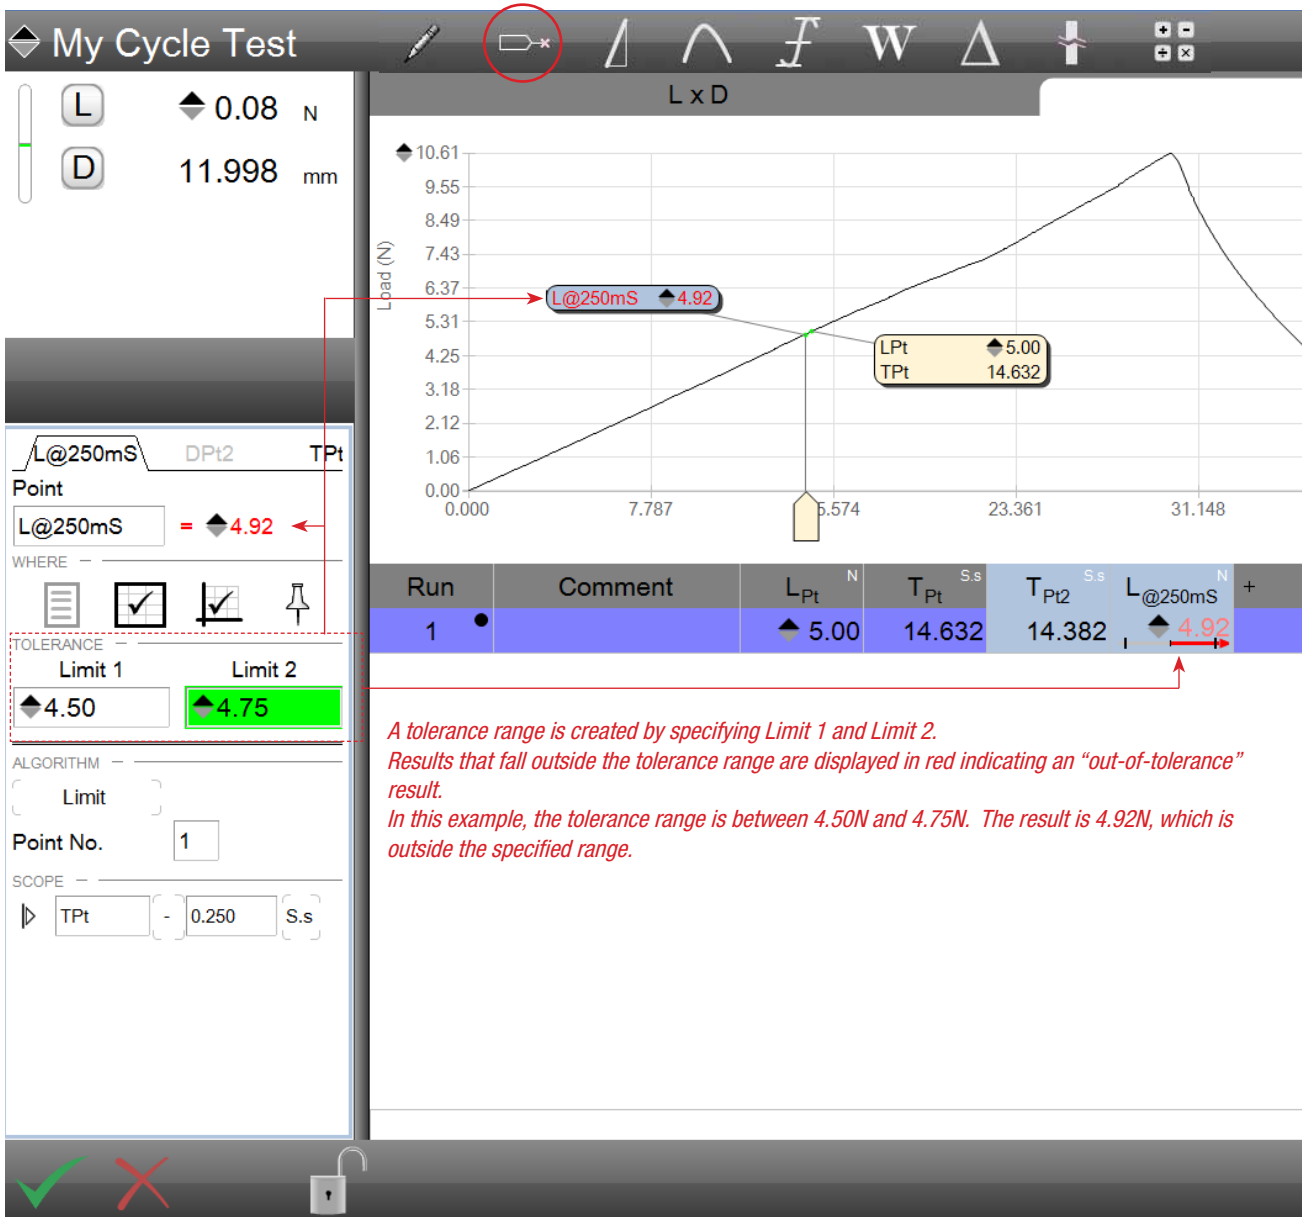 My Cycle Test
W
L 0.08 N
D 11.998 mm
L x D
10.61
9.55
8.49
7.43
6.37
5.31
4.25
3.18
2.12
1.06
0.00
Load (N)
L@250mS 4.92
LPt 5.00
TPt 14.632
0.000 7.787 5.574 23.361 31.148
L@250mS DPt2 TPt
Point
L@250mS = 4.92
WHERE
TOLERANCE
Limit 1 Limit 2
4.50 4.75
ALGORITHM
Limit
Point No. 1
SCOPE
TPt - 0.250 S.s
Run Comment LPt N TPt S.s TPt2 S.s L@250mS N +
1 5.00 14.632 14.382 4.92
A tolerance range is created by specifying Limit 1 and Limit 2.
Results that fall outside the tolerance range are displayed in red indicating an “out-of-tolerance”
result.
In this example, the tolerance range is between 4.50N and 4.75N. The result is 4.92N, which is
outside the specified range.